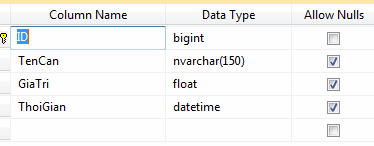 Column Name Data Type Allow Nulls
ID bigint
TenCan nvarchar(150)
GiaTri float
ThoiGian datetime